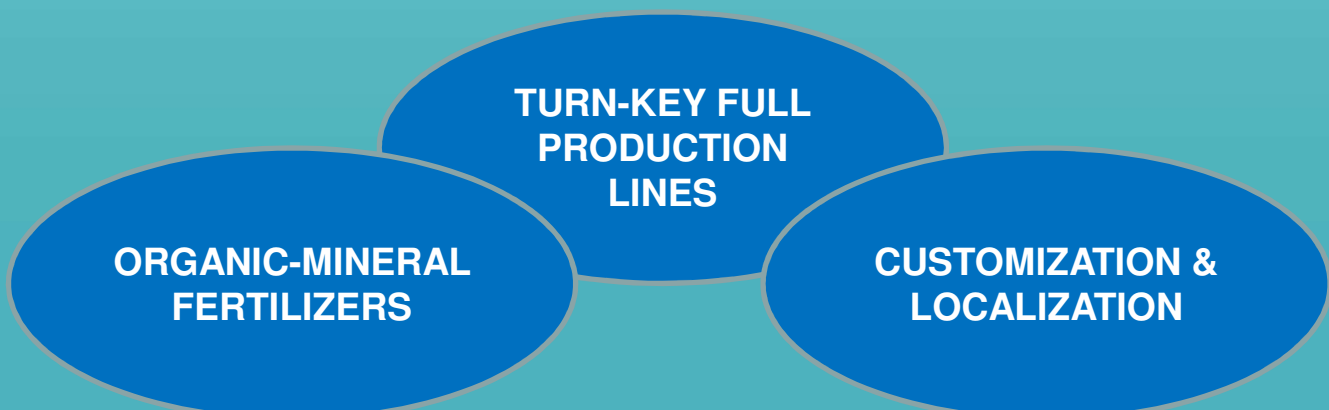 TURN-KEY FULL
PRODUCTION
LINES
ORGANIC-MINERAL
FERTILIZERS
CUSTOMIZATION &
LOCALIZATION